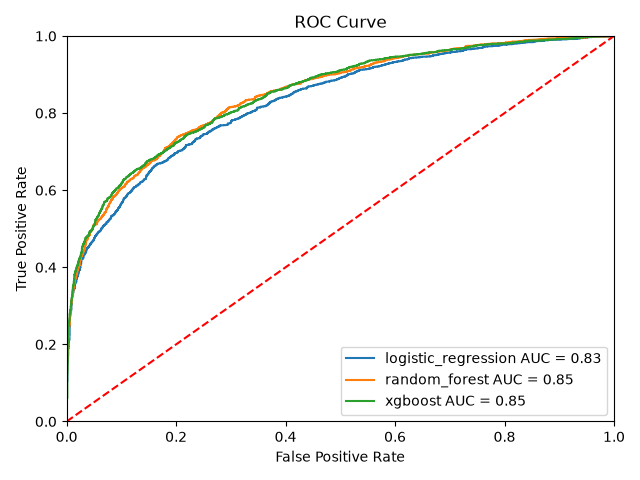 ROC Curve
1.0
0.8
0.6
0.4
0.2
0.0
True Positive Rate
0.0 0.2 0.4 0.6 0.8 1.0
False Positive Rate
logistic_regression AUC = 0.83
random_forest AUC = 0.85
xgboost AUC = 0.85